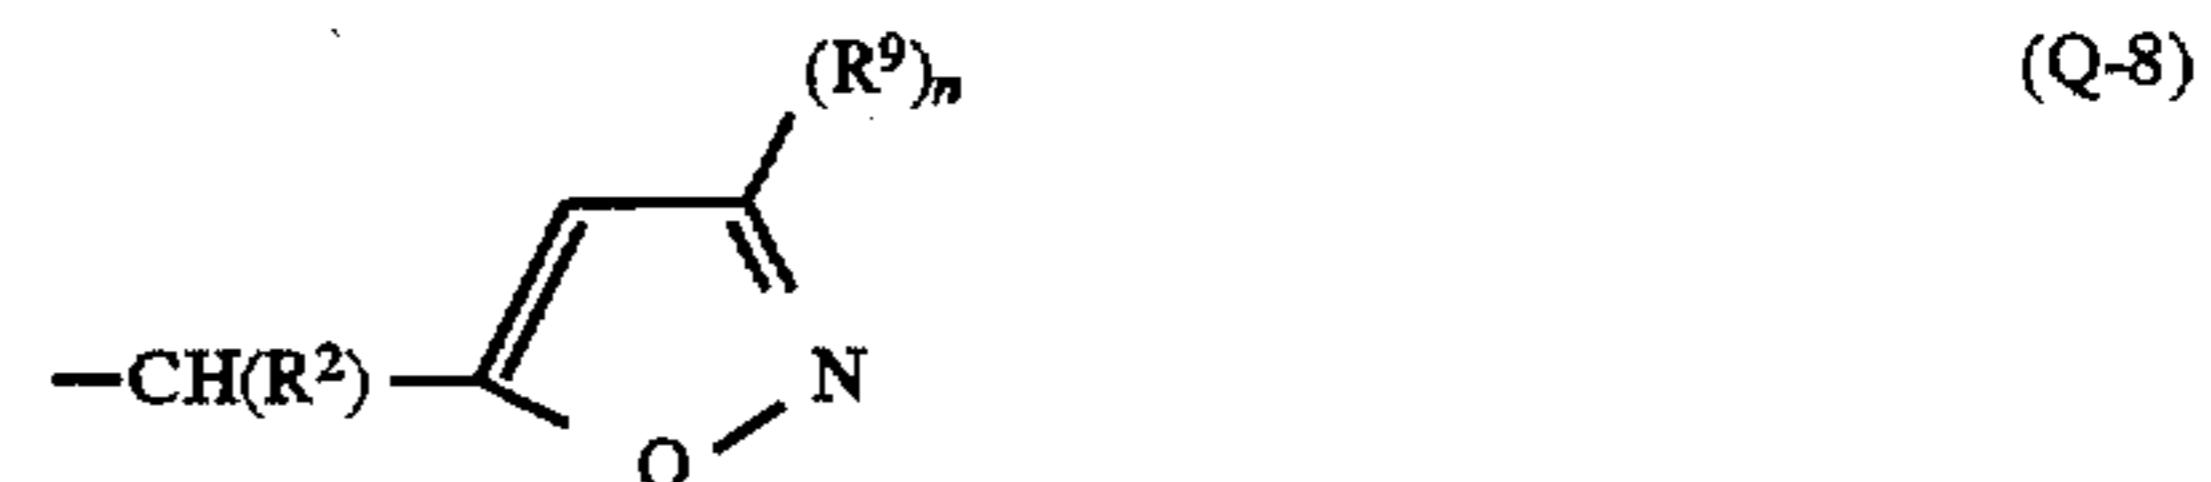 (R⁹)ₙ (Q-8)
—CH(R²) N
O